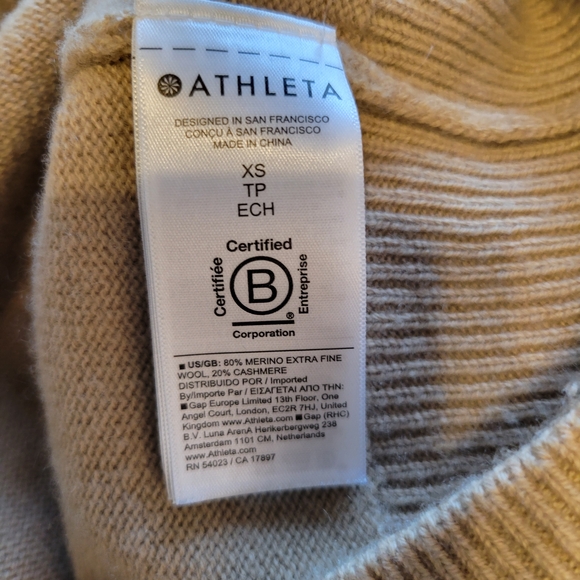 ATHLETA
DESIGNED IN SAN FRANCISCO
CONÇU À SAN FRANCISCO
MADE IN CHINA
XS
TP
ECH
Certified
Certifiée
B
Entreprise
®
Corporation
■ US/GB: 80% MERINO EXTRA FINE
WOOL, 20% CASHMERE
DISTRIBUIDO POR / Imported
By/Importe Par / ΕΙΣΑΓΕΤΑΙ ΑΠΟ ΤΗΝ:
■ Gap Europe Limited 13th Floor, One
Angel Court, London, EC2R 7HJ, United
Kingdom www.Athleta.com ■ Gap (RHC)
B.V. Luna ArenA Herikerbergweg 238
Amsterdam 1101 CM, Netherlands
www.Athleta.com
RN 54023 / CA 17897